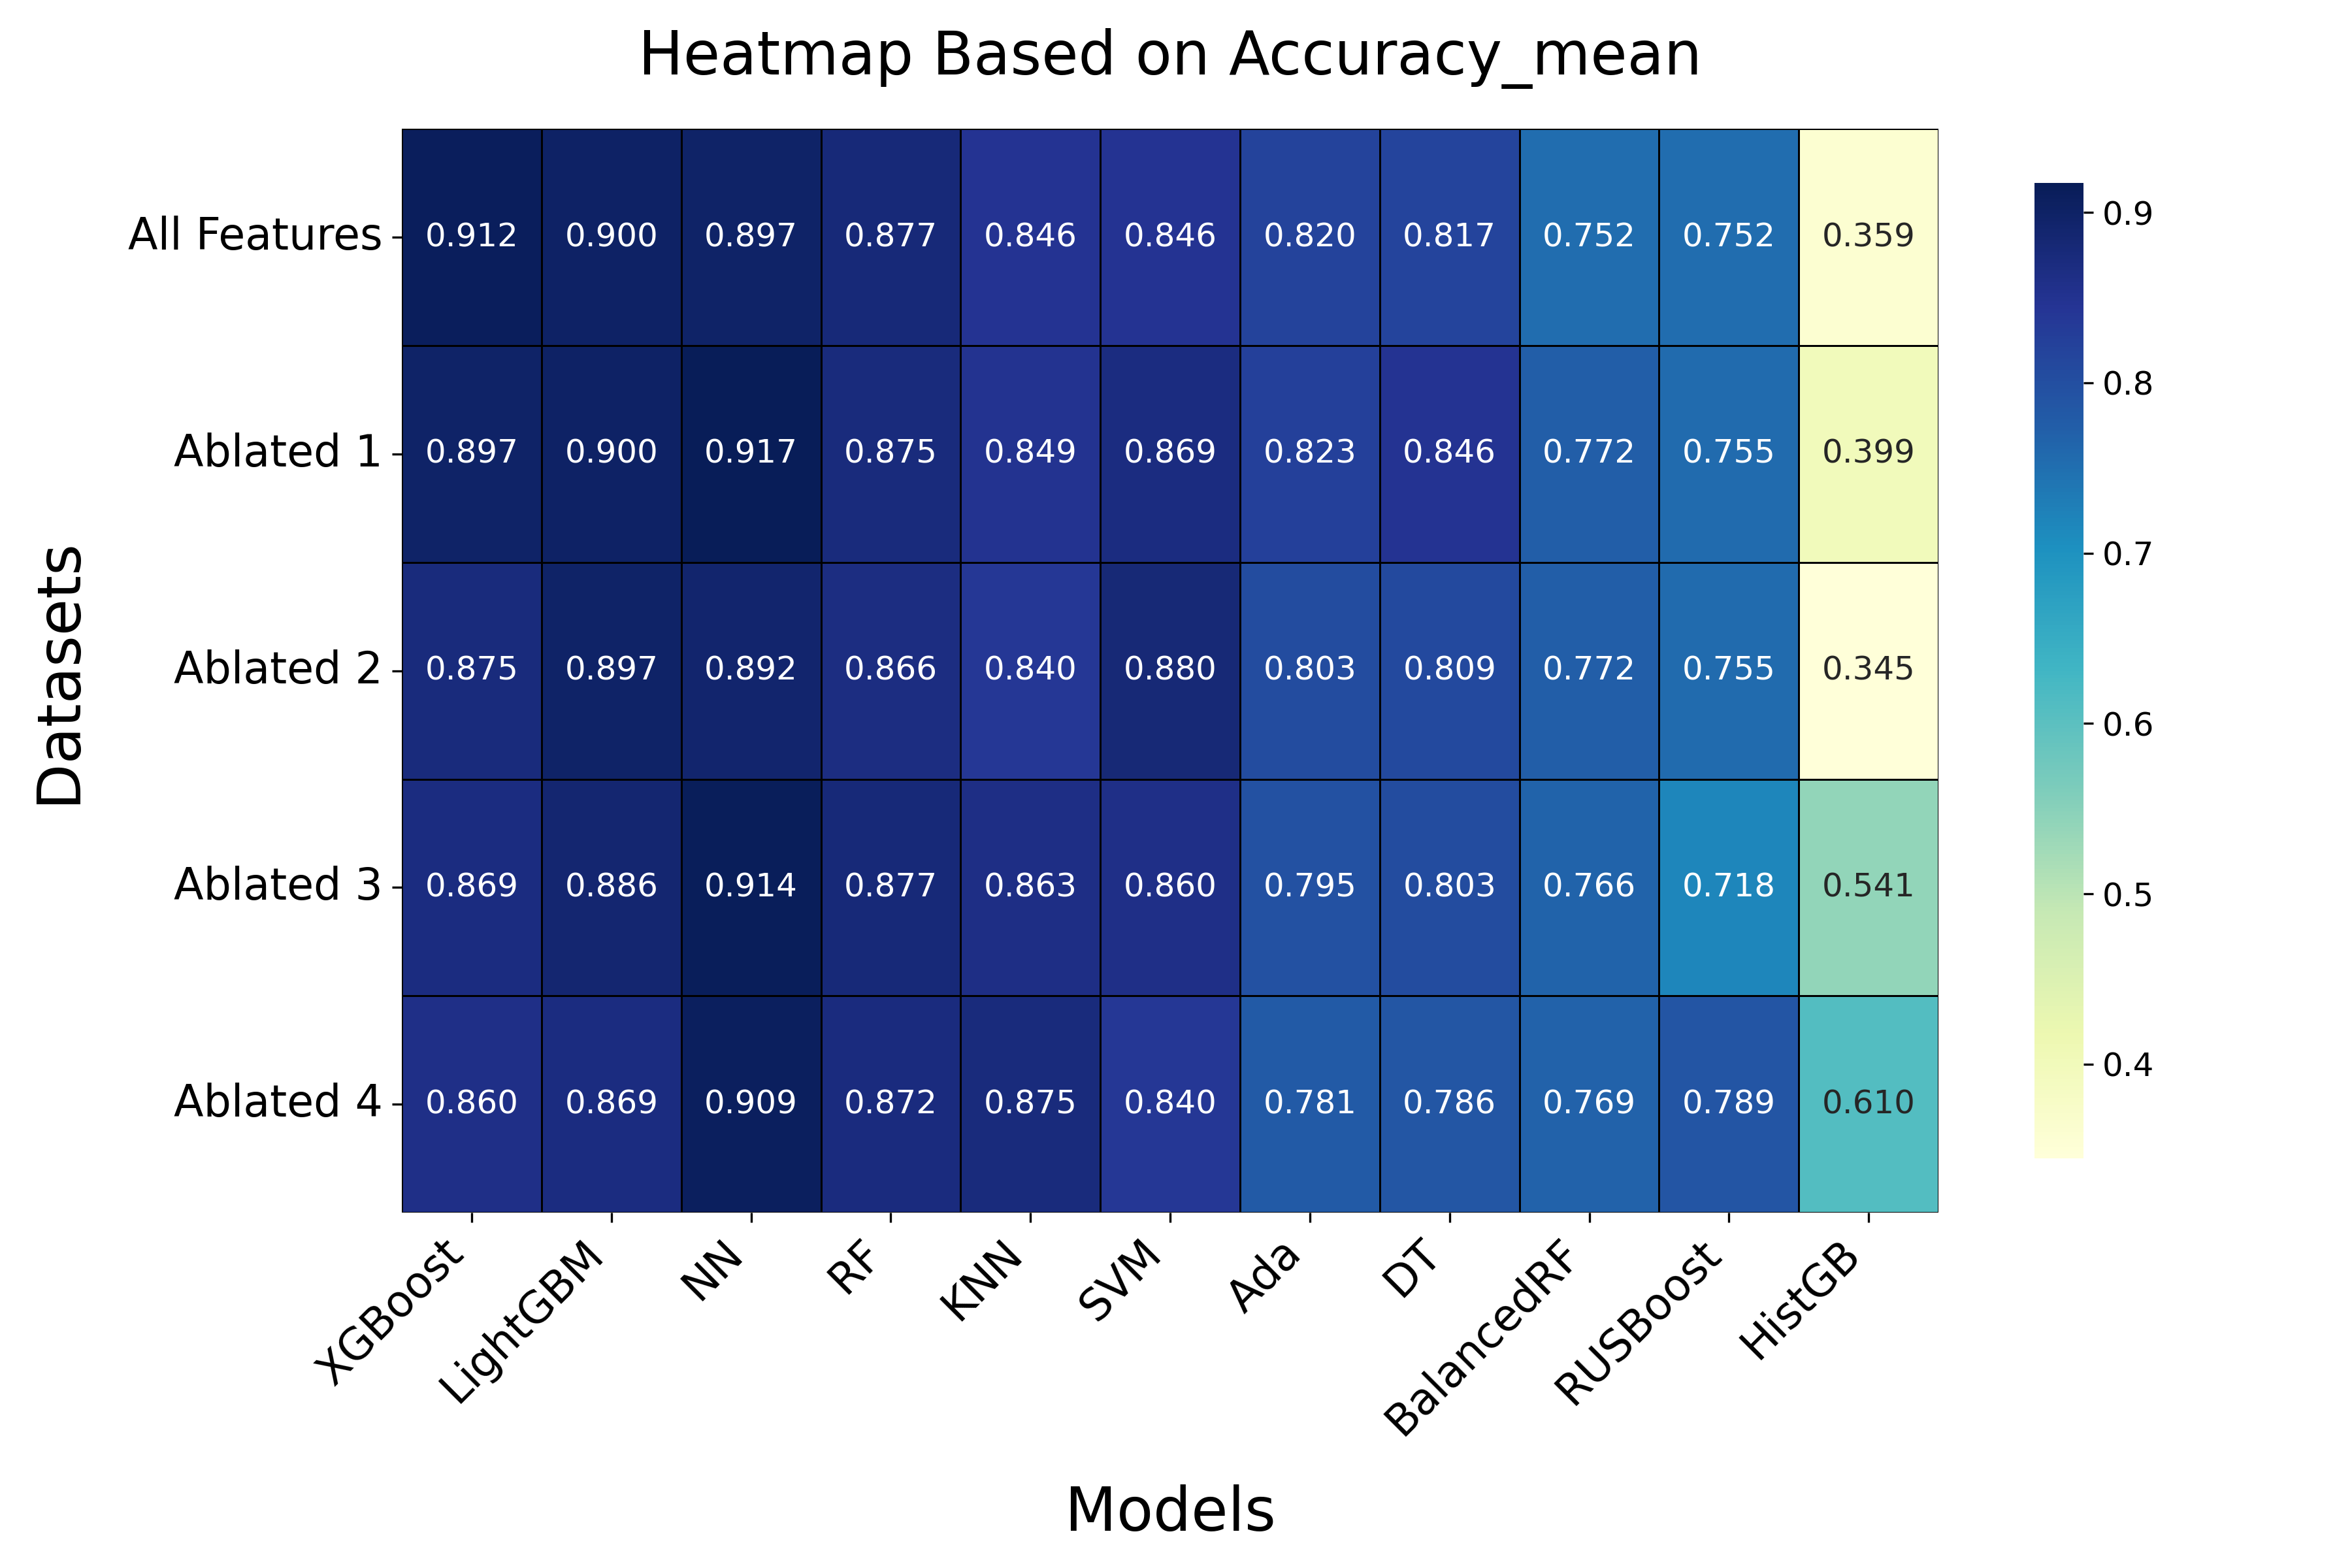 Heatmap Based on Accuracy_mean
Datasets
All Features 0.912 0.900 0.897 0.877 0.846 0.846 0.820 0.817 0.752 0.752 0.359
Ablated 1 0.897 0.900 0.917 0.875 0.849 0.869 0.823 0.846 0.772 0.755 0.399
Ablated 2 0.875 0.897 0.892 0.866 0.840 0.880 0.803 0.809 0.772 0.755 0.345
Ablated 3 0.869 0.886 0.914 0.877 0.863 0.860 0.795 0.803 0.766 0.718 0.541
Ablated 4 0.860 0.869 0.909 0.872 0.875 0.840 0.781 0.786 0.769 0.789 0.610
XGBoost LightGBM NN RF KNN SVM Ada DT BalancedRF RUSBoost HistGB
Models
0.9
0.8
0.7
0.6
0.5
0.4